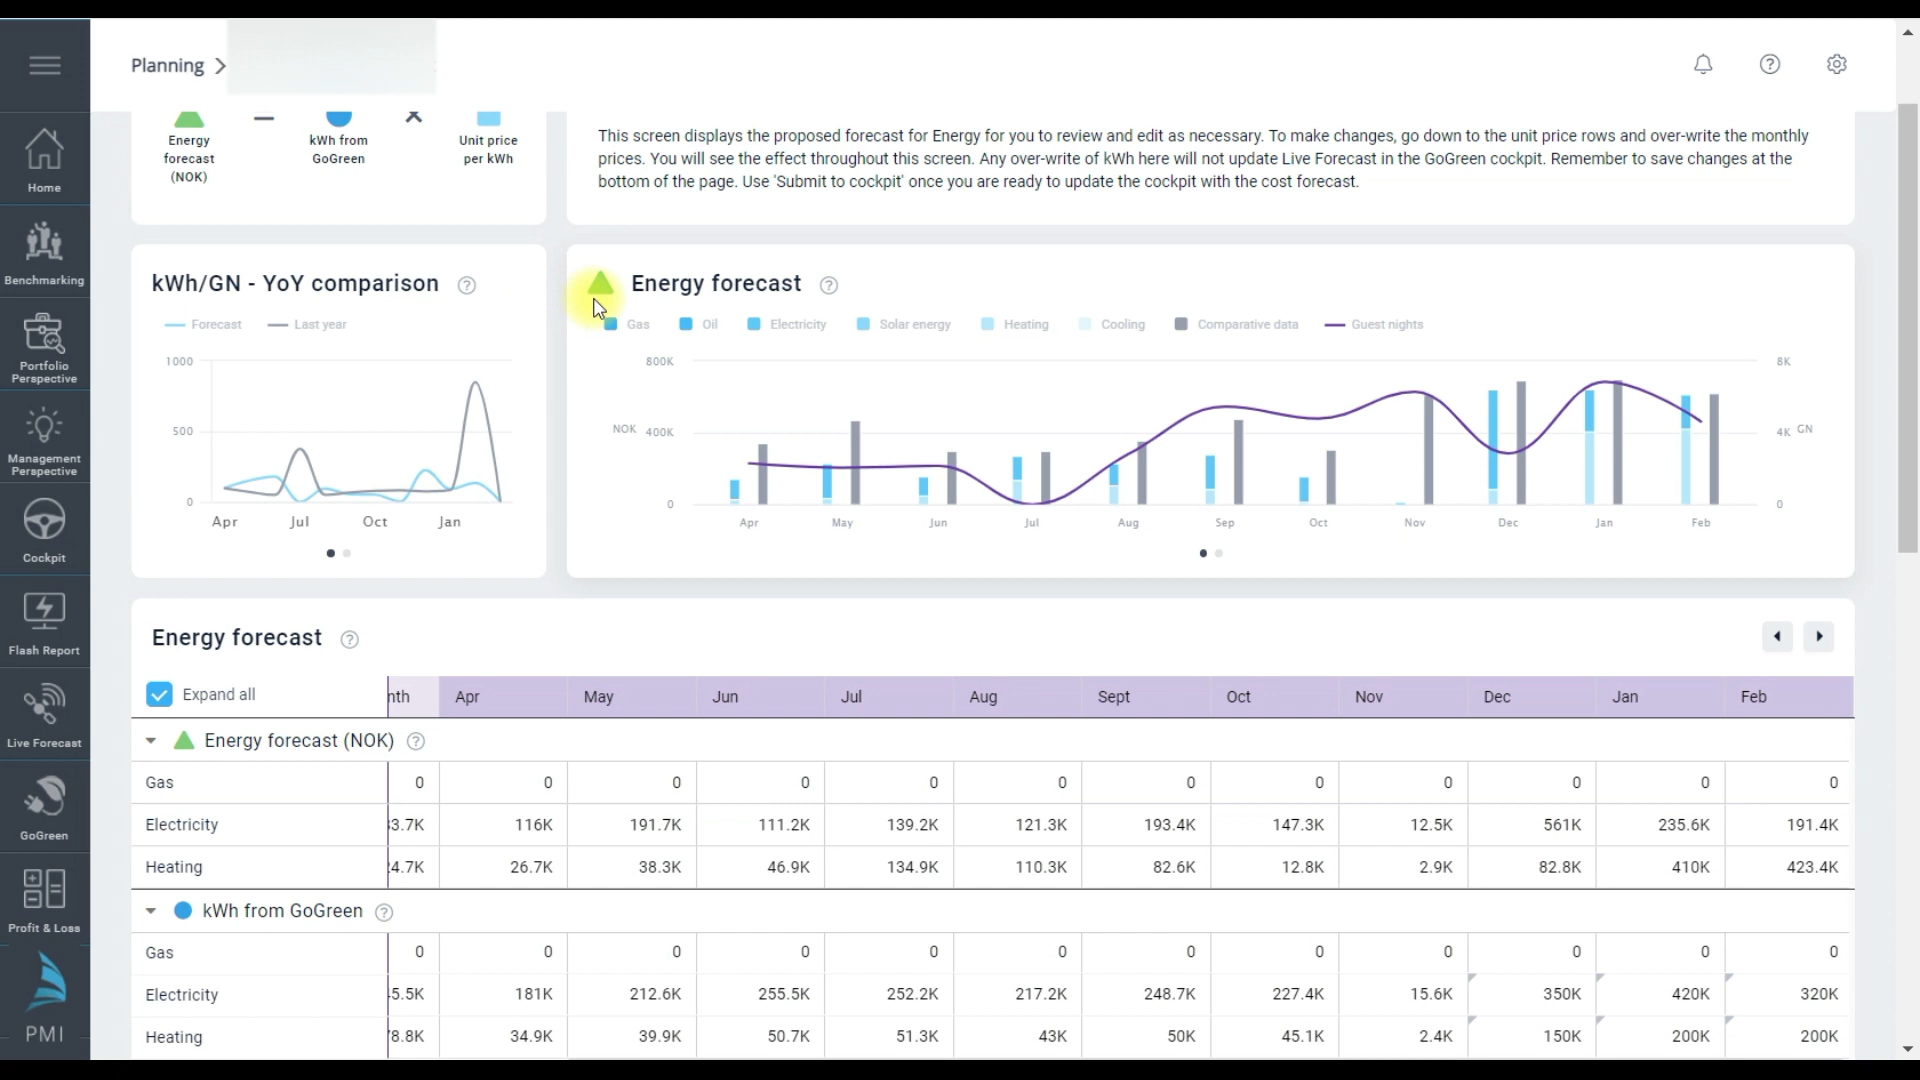 Planning
Energy
forecast
(NOK)
kWh from
GoGreen
Unit price
per kWh
This screen displays the proposed forecast for Energy for you to review and edit as necessary. To make changes, go down to the unit price rows and over-write the monthly
prices. You will see the effect throughout this screen. Any over-write of kWh here will not update Live Forecast in the GoGreen cockpit. Remember to save changes at the
bottom of the page. Use 'Submit to cockpit' once you are ready to update the cockpit with the cost forecast.
Home
Benchmarking
Portfolio
Perspective
Management
Perspective
Cockpit
Flash Report
Live Forecast
GoGreen
Profit & Loss
PMI
kWh/GN - YoY comparison
Forecast Last year
1000
500
0
Apr Jul Oct Jan
Energy forecast
Gas Oil Electricity Solar energy Heating Cooling Comparative data Guest nights
800K 8K
NOK 400K 4K GN
0 0
Apr May Jun Jul Aug Sep Oct Nov Dec Jan Feb
Energy forecast
Expand all nth Apr May Jun Jul Aug Sept Oct Nov Dec Jan Feb
Energy forecast (NOK)
Gas 0 0 0 0 0 0 0 0 0 0 0 0
Electricity 3.7K 116K 191.7K 111.2K 139.2K 121.3K 193.4K 147.3K 12.5K 561K 235.6K 191.4K
Heating 4.7K 26.7K 38.3K 46.9K 134.9K 110.3K 82.6K 12.8K 2.9K 82.8K 410K 423.4K
kWh from GoGreen
Gas 0 0 0 0 0 0 0 0 0 0 0 0
Electricity 5.5K 181K 212.6K 255.5K 252.2K 217.2K 248.7K 227.4K 15.6K 350K 420K 320K
Heating 8.8K 34.9K 39.9K 50.7K 51.3K 43K 50K 45.1K 2.4K 150K 200K 200K